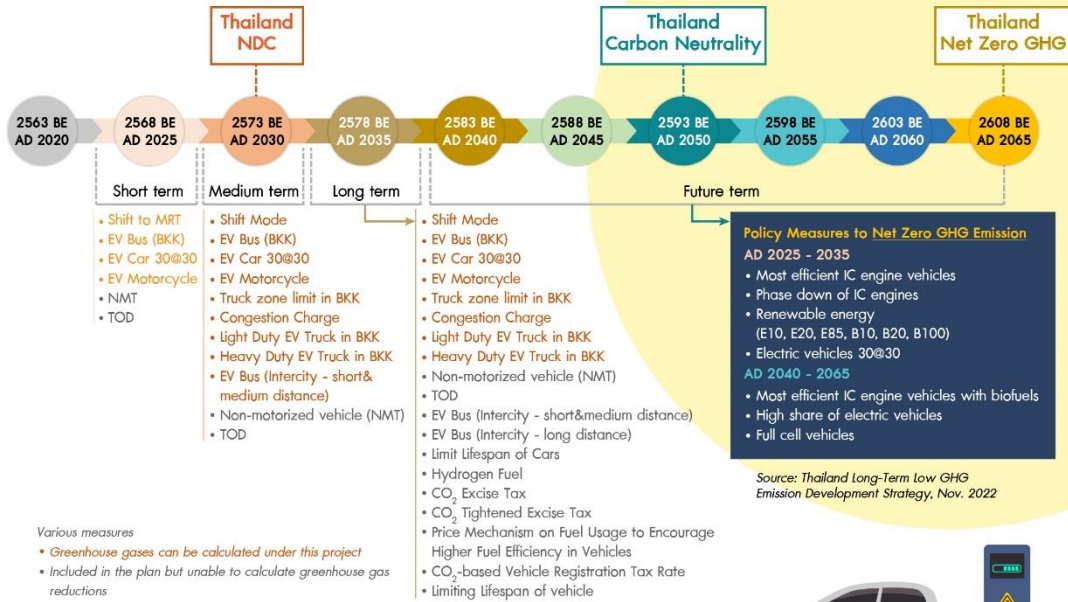 Thailand
NDC
Thailand
Carbon Neutrality
Thailand
Net Zero GHG
2563 BE
AD 2020
2568 BE
AD 2025
2573 BE
AD 2030
2578 BE
AD 2035
2583 BE
AD 2040
2588 BE
AD 2045
2593 BE
AD 2050
2598 BE
AD 2055
2603 BE
AD 2060
2608 BE
AD 2065
Short term
Medium term
Long term
Future term
• Shift to MRT
• EV Bus (BKK)
• EV Car 30@30
• EV Motorcycle
• NMT
• TOD
• Shift Mode
• EV Bus (BKK)
• EV Car 30@30
• EV Motorcycle
• Truck zone limit in BKK
• Congestion Charge
• Light Duty EV Truck in BKK
• Heavy Duty EV Truck in BKK
• EV Bus (Intercity - short&
medium distance)
• Non-motorized vehicle (NMT)
• TOD
• Shift Mode
• EV Bus (BKK)
• EV Car 30@30
• EV Motorcycle
• Truck zone limit in BKK
• Congestion Charge
• Light Duty EV Truck in BKK
• Heavy Duty EV Truck in BKK
• Non-motorized vehicle (NMT)
• TOD
• EV Bus (Intercity - short&medium distance)
• EV Bus (Intercity - long distance)
• Limit Lifespan of Cars
• Hydrogen Fuel
• CO₂ Excise Tax
• CO₂ Tightened Excise Tax
• Price Mechanism on Fuel Usage to Encourage
Higher Fuel Efficiency in Vehicles
• CO₂-based Vehicle Registration Tax Rate
• Limiting Lifespan of vehicle
Policy Measures to Net Zero GHG Emission
AD 2025 - 2035
• Most efficient IC engine vehicles
• Phase down of IC engines
• Renewable energy
(E10, E20, E85, B10, B20, B100)
• Electric vehicles 30@30
AD 2040 - 2065
• Most efficient IC engine vehicles with biofuels
• High share of electric vehicles
• Full cell vehicles
Source: Thailand Long-Term Low GHG
Emission Development Strategy, Nov. 2022
Various measures
• Greenhouse gases can be calculated under this project
• Included in the plan but unable to calculate greenhouse gas
reductions